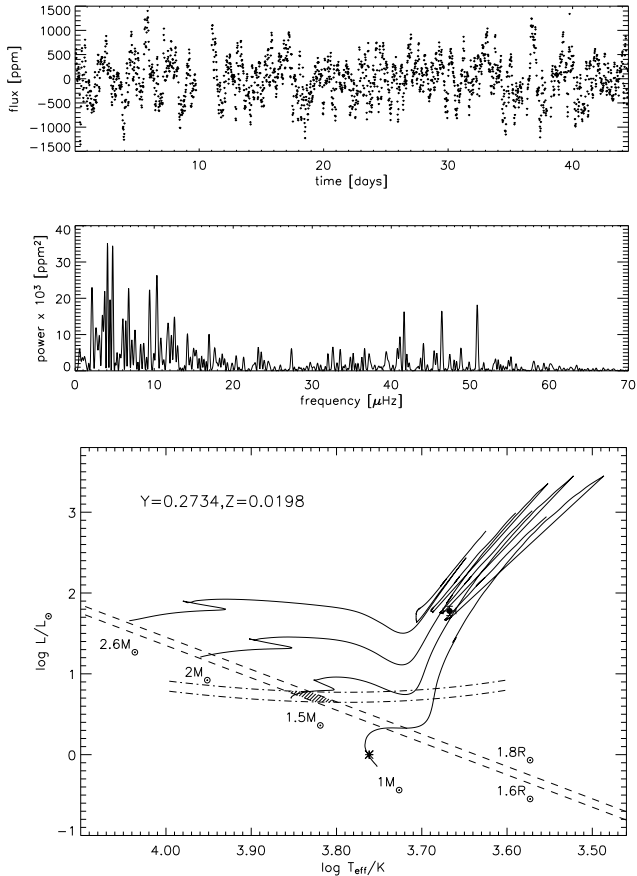 1500
1000
500
0
−500
−1000
−1500
flux [ppm]
10 20 30 40
time [days]
40
30
20
10
0
power x 10³ [ppm²]
0 10 20 30 40 50 60 70
frequency [μHz]
Y=0.2734,Z=0.0198
3
2
1
0
−1
log L/L☉
2.6M☉
2M☉
1.5M☉
1M☉
1.8R☉
1.6R☉
4.00 3.90 3.80 3.70 3.60 3.50
log Teff/K